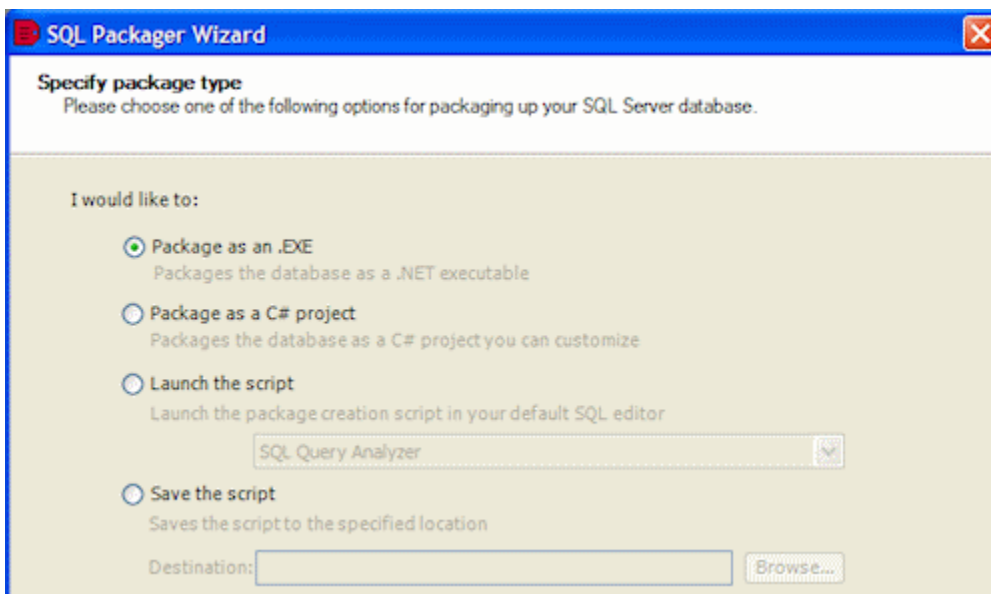 SQL Packager Wizard
Specify package type
Please choose one of the following options for packaging up your SQL Server database.
I would like to:
Package as an .EXE
Packages the database as a .NET executable
Package as a C# project
Packages the database as a C# project you can customize
Launch the script
Launch the package creation script in your default SQL editor
SQL Query Analyzer
Save the script
Saves the script to the specified location
Destination: Browse...